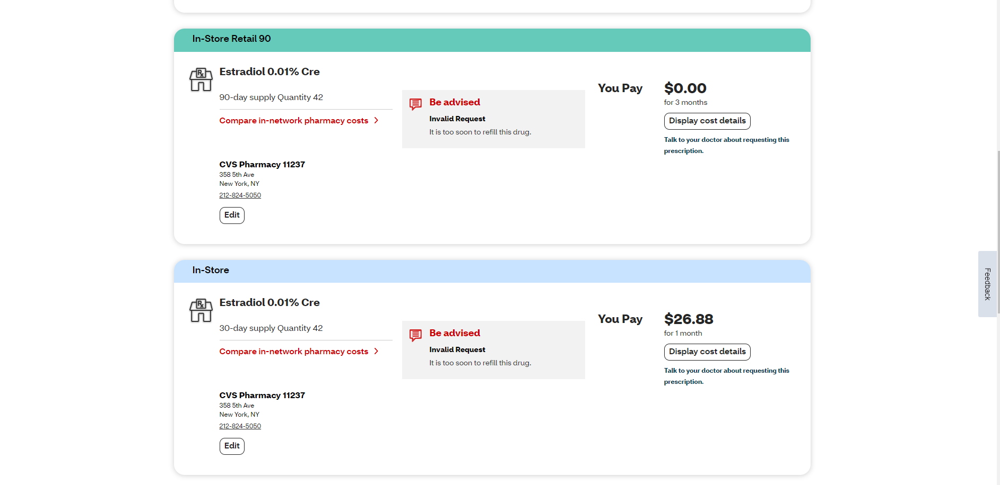 In-Store Retail 90
Rx
Estradiol 0.01% Cre
90-day supply Quantity 42
Compare in-network pharmacy costs
Be advised
Invalid Request
It is too soon to refill this drug.
You Pay
$0.00
for 3 months
Display cost details
Talk to your doctor about requesting this
prescription.
CVS Pharmacy 11237
358 5th Ave
New York, NY
212-824-5050
Edit
In-Store
Rx
Estradiol 0.01% Cre
30-day supply Quantity 42
Compare in-network pharmacy costs
Be advised
Invalid Request
It is too soon to refill this drug.
You Pay
$26.88
for 1 month
Display cost details
Talk to your doctor about requesting this
prescription.
CVS Pharmacy 11237
358 5th Ave
New York, NY
212-824-5050
Edit
Feedback